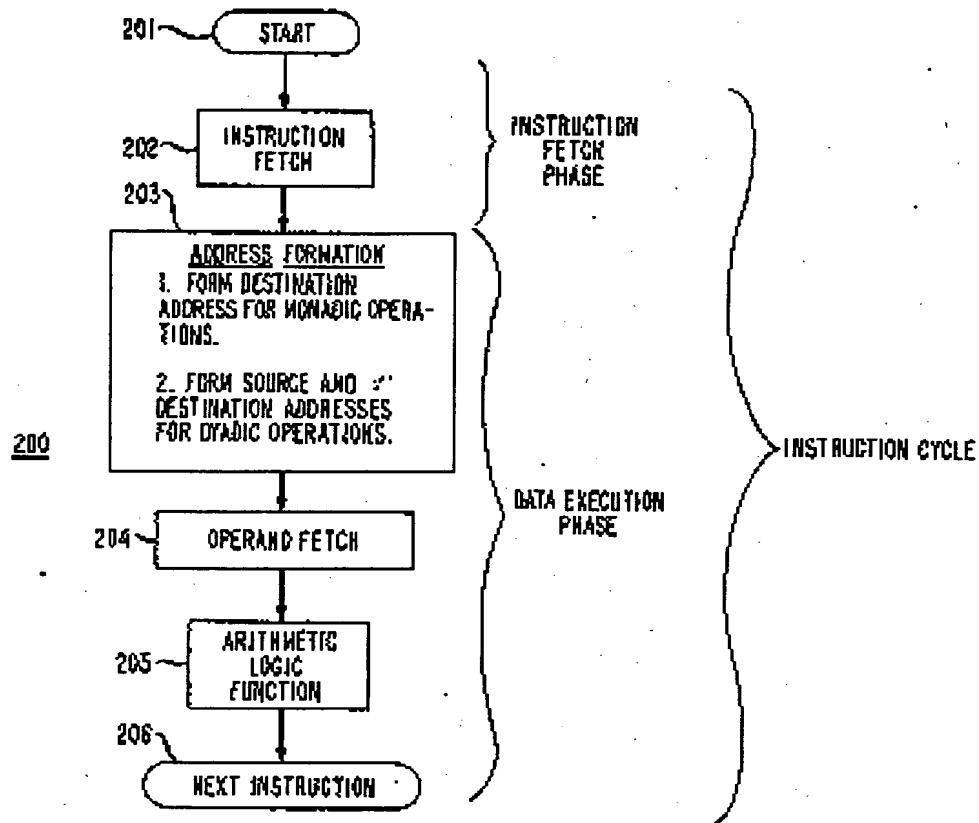 201
START
202
INSTRUCTION
FETCH
INSTRUCTION
FETCH
PHASE
203
ADDRESS FORMATION
1. FORM DESTINATION
ADDRESS FOR MONADIC OPERA-
TIONS.
2. FORM SOURCE AND
DESTINATION ADDRESSES
FOR DYADIC OPERATIONS.
200
INSTRUCTION CYCLE
DATA EXECUTION
PHASE
204
OPERAND FETCH
205
ARITHMETIC
LOGIC
FUNCTION
206
NEXT INSTRUCTION